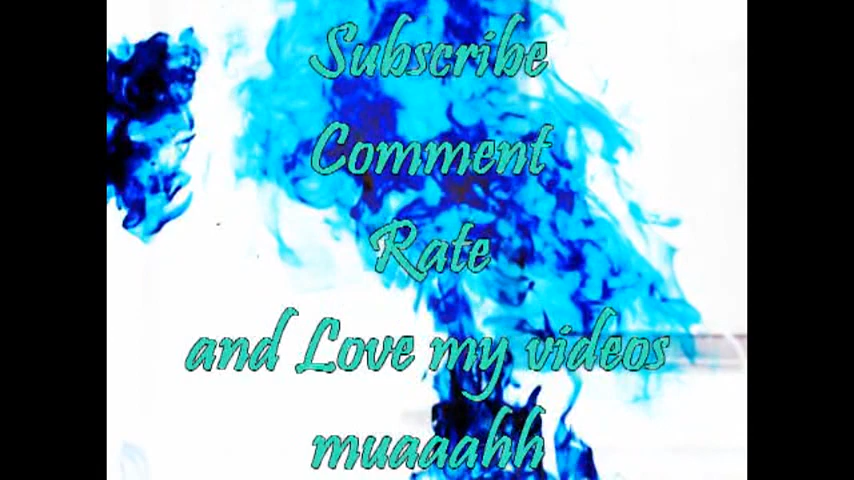 Subscribe
Comment
Rate
and Love my videos
muaaahh